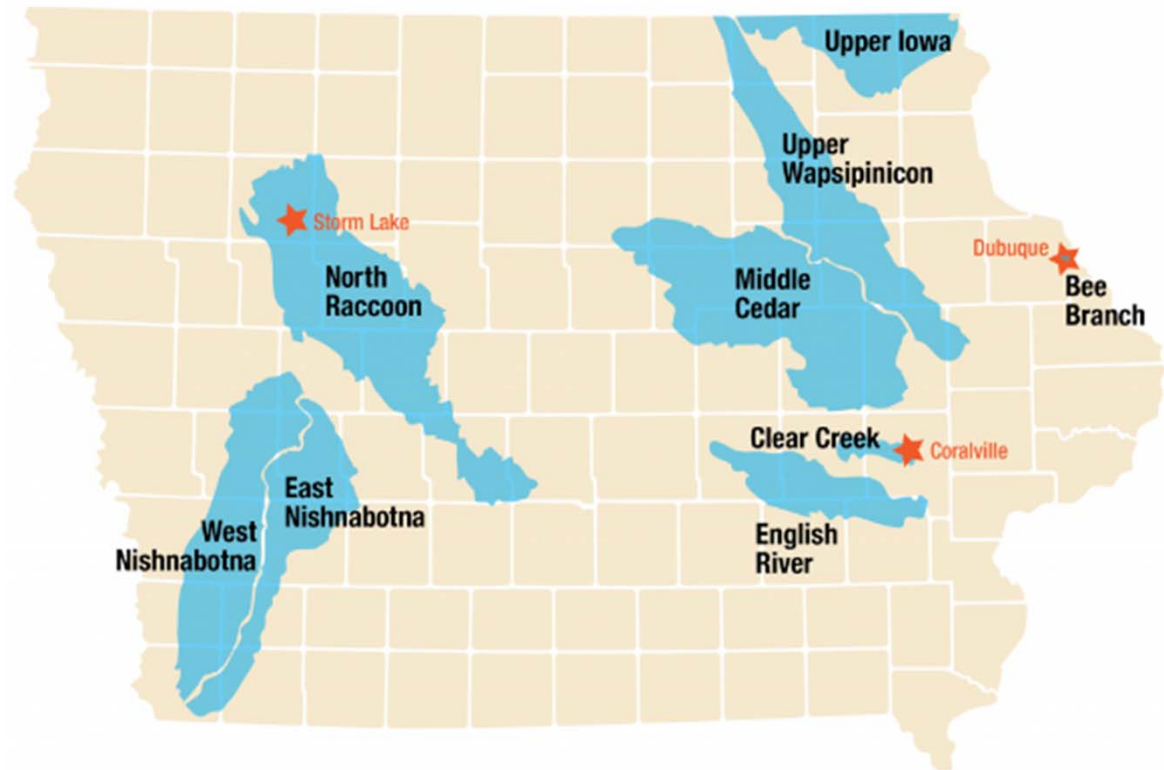 Upper Iowa
Upper
Wapsipinicon
Storm Lake
Dubuque
North
Raccoon
Middle
Cedar
Bee
Branch
Clear Creek
Coralville
East
Nishnabotna
West
Nishnabotna
English
River